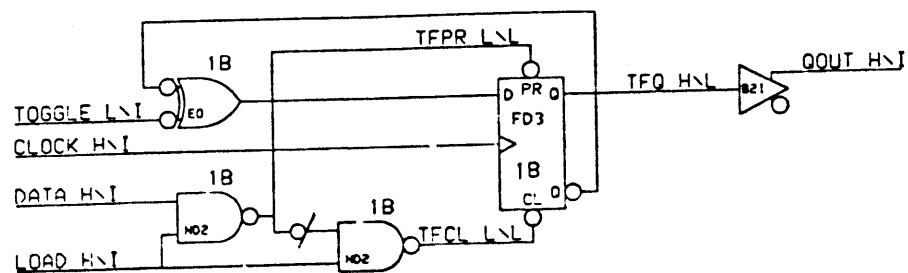 TFPR L\L
1B
QOUT H\I
PR
D Q
TFQ H\L
B21
TOGGLE L\I
EO
FD3
CLOCK H\I
1B
1B
DATA H\I
1B
CL Q
ND2
TFCL L\L
LOAD H\I
ND2